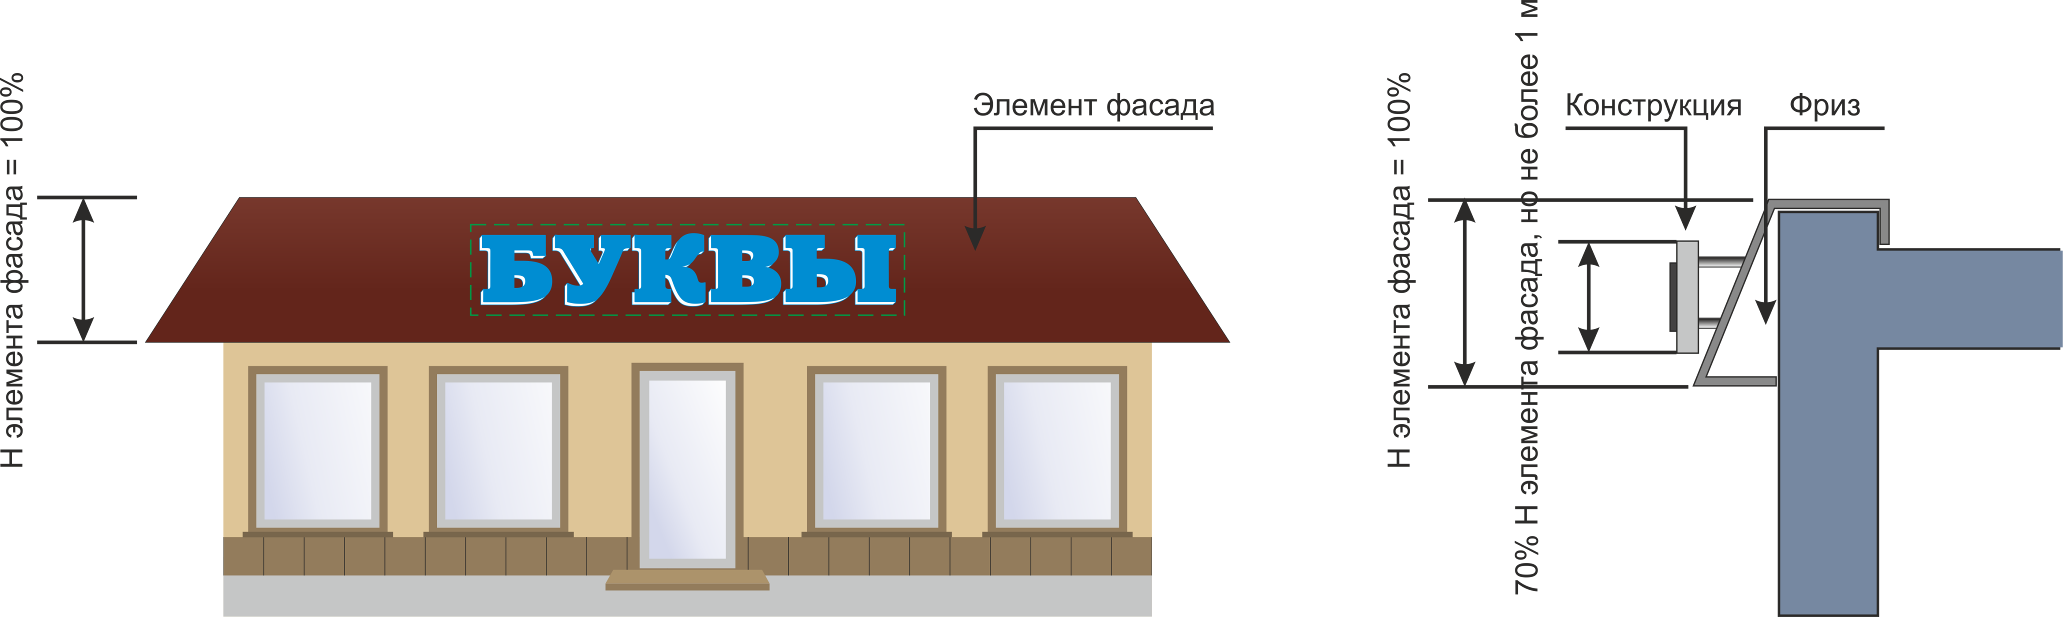 Н элемента фасада = 100%
БУКВЫ
Элемент фасада
Н элемента фасада = 100%
70% Н элемента фасада, но не более 1 м
Конструкция
Фриз